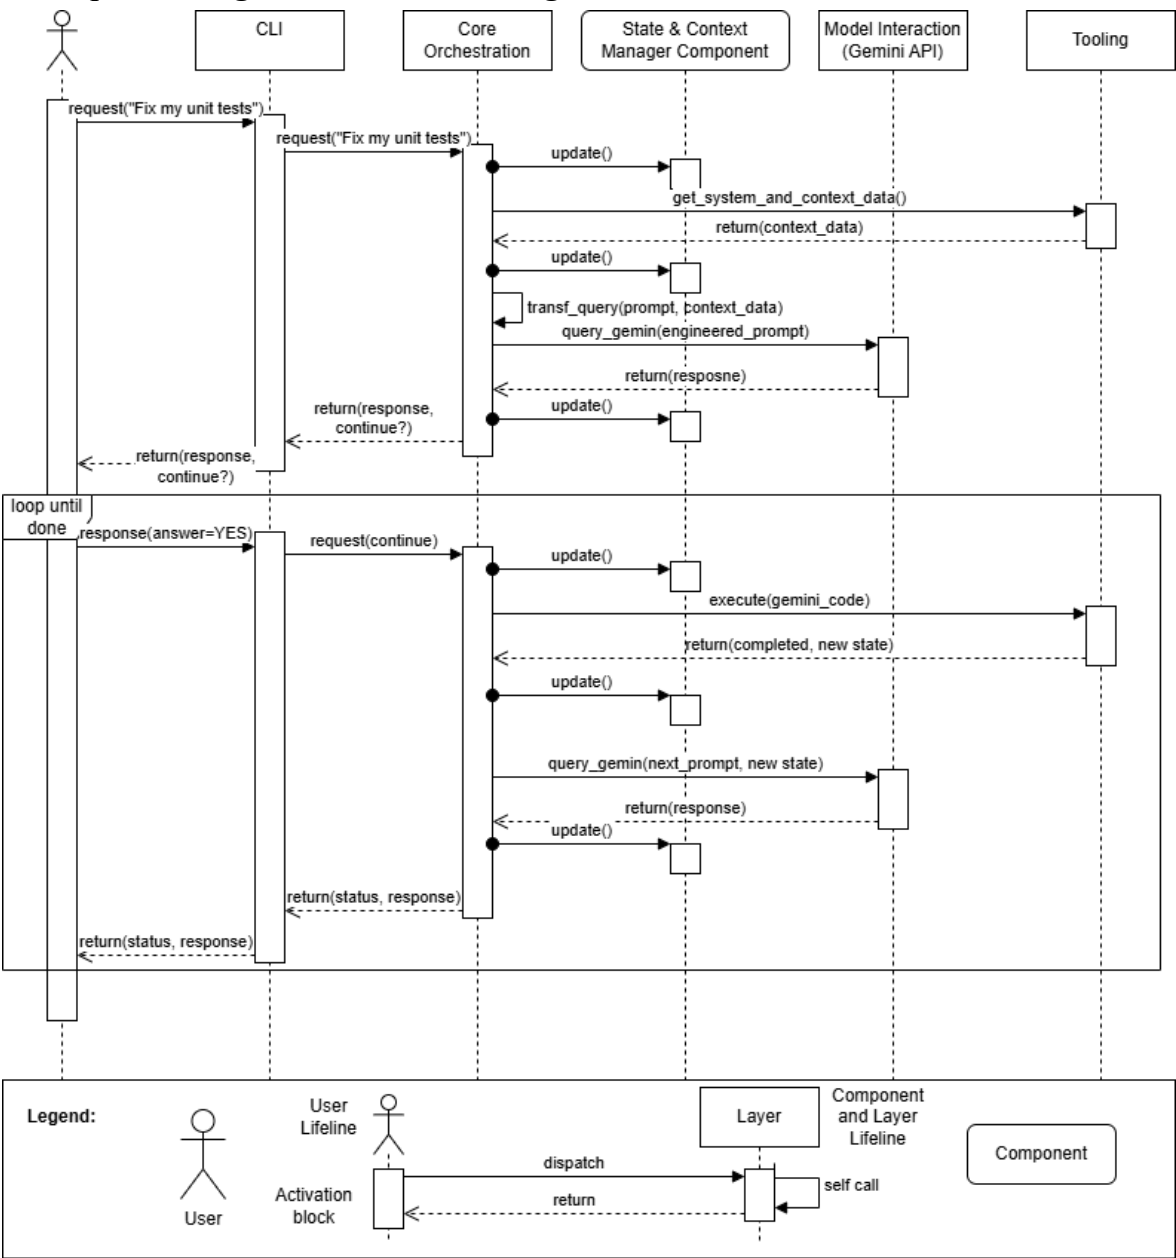 CLI
Core
Orchestration
State & Context
Manager Component
Model Interaction
(Gemini API)
Tooling
request("Fix my unit tests")
request("Fix my unit tests")
update()
get_system_and_context_data()
return(context_data)
update()
transf_query(prompt, context_data)
query_gemin(engineered_prompt)
return(resposne)
update()
return(response,
continue?)
return(response,
continue?)
loop until
done
response(answer=YES)
request(continue)
update()
execute(gemini_code)
return(completed, new state)
update()
query_gemin(next_prompt, new state)
return(response)
update()
return(status, response)
return(status, response)
Legend:
User
User
Lifeline
Activation
block
dispatch
return
Layer
self call
Component
and Layer
Lifeline
Component